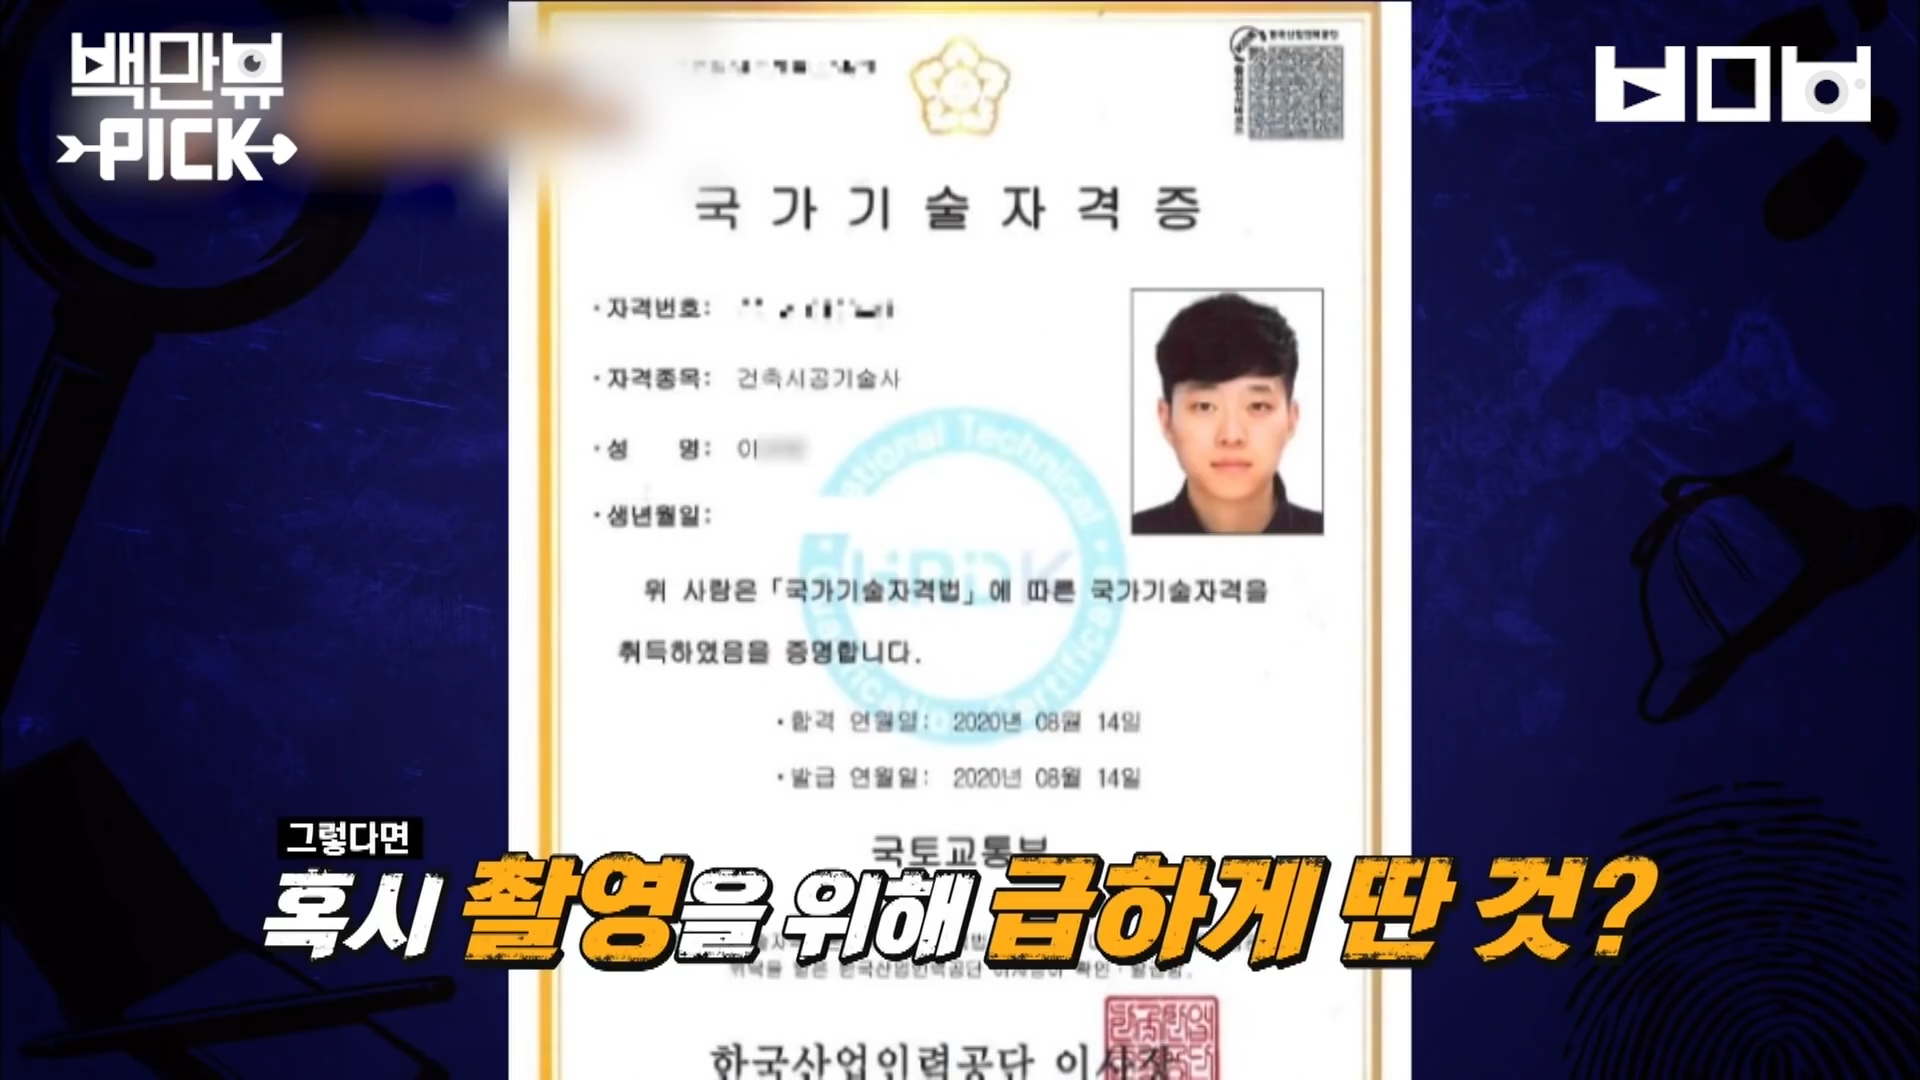 백만뷰
PICK
국가기술자격증
· 자격번호:
· 자격종목: 건축시공기술사
· 성 명: 이
· 생년월일:
위 사람은 「국가기술자격법」에 따른 국가기술자격을
취득하였음을 증명합니다.
· 합격 연월일: 2020년 08월 14일
· 발급 연월일: 2020년 08월 14일
국토교통부
그렇다면
혹시 촬영을 위해 급하게 딴 것?
한국산업인력공단 이사장